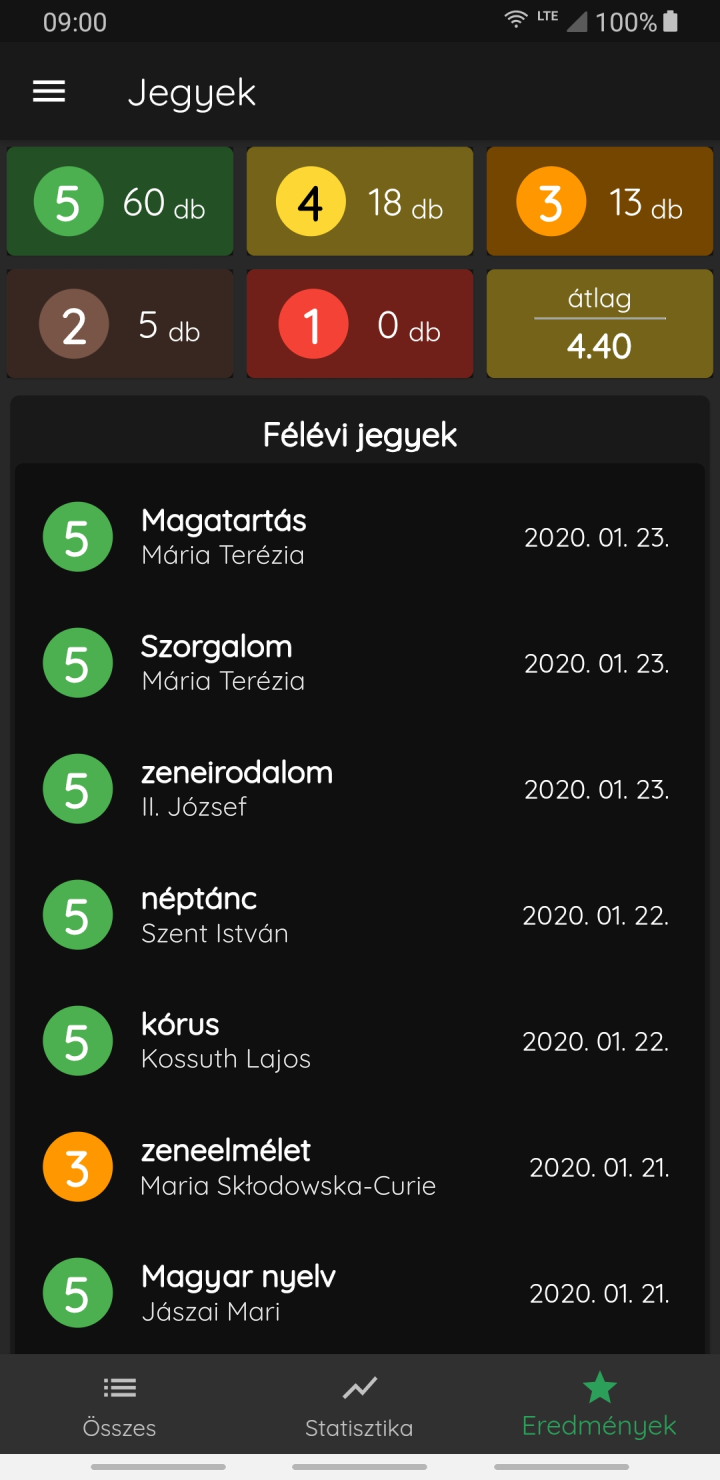 09:00 LTE 100%
Jegyek
5 60 db 4 18 db 3 13 db
2 5 db 1 0 db átlag
4.40
Félévi jegyek
5 Magatartás 2020. 01. 23.
Mária Terézia
5 Szorgalom 2020. 01. 23.
Mária Terézia
5 zeneirodalom 2020. 01. 23.
II. József
5 néptánc 2020. 01. 22.
Szent István
5 kórus 2020. 01. 22.
Kossuth Lajos
3 zeneelmélet 2020. 01. 21.
Maria Skłodowska-Curie
5 Magyar nyelv 2020. 01. 21.
Jászai Mari
Összes Statisztika Eredmények